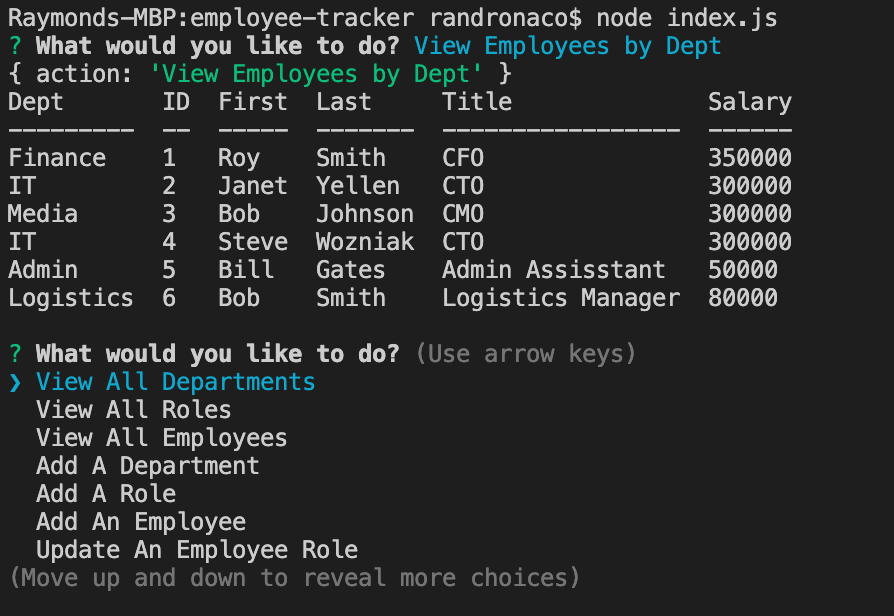 Raymonds-MBP:employee-tracker randronaco$ node index.js
? What would you like to do? View Employees by Dept
{ action: 'View Employees by Dept' }
Dept       ID  First  Last     Title              Salary
---------  --  -----  -------  -----------------  ------
Finance    1   Roy    Smith    CFO                350000
IT         2   Janet  Yellen   CTO                300000
Media      3   Bob    Johnson  CMO                300000
IT         4   Steve  Wozniak  CTO                300000
Admin      5   Bill   Gates    Admin Assisstant   50000
Logistics  6   Bob    Smith    Logistics Manager  80000

? What would you like to do? (Use arrow keys)
❯ View All Departments
  View All Roles
  View All Employees
  Add A Department
  Add A Role
  Add An Employee
  Update An Employee Role
(Move up and down to reveal more choices)